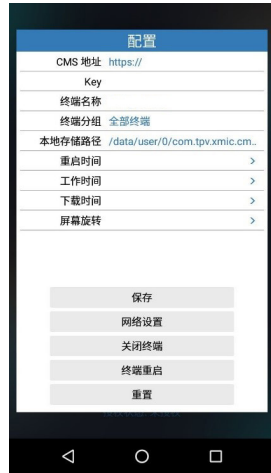 配置
CMS 地址 https://
Key
终端名称
终端分组 全部终端
本地存储路径 /data/user/0/com.tpv.xmic.cm..
重启时间 >
工作时间 >
下载时间 >
屏幕旋转 >
保存
网络设置
关闭终端
终端重启
重置